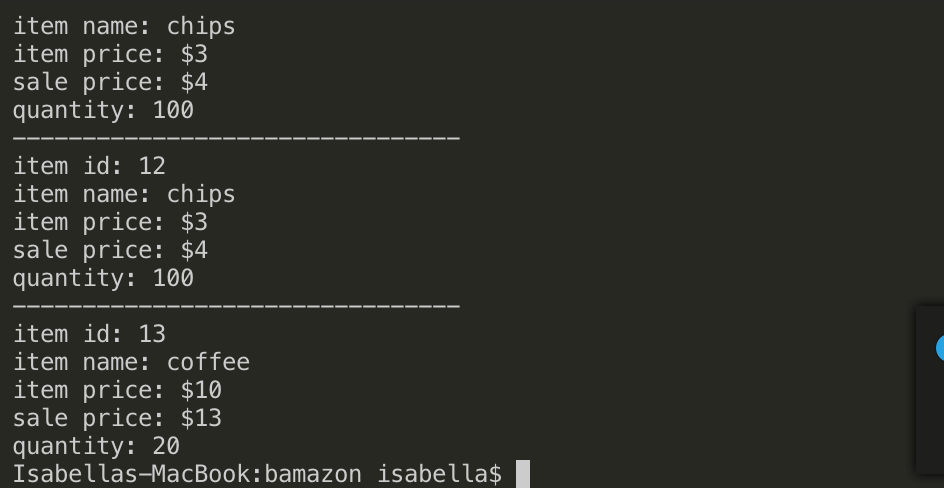 item name: chips
item price: $3
sale price: $4
quantity: 100
--------------------------------
item id: 12
item name: chips
item price: $3
sale price: $4
quantity: 100
--------------------------------
item id: 13
item name: coffee
item price: $10
sale price: $13
quantity: 20
Isabellas-MacBook:bamazon isabella$